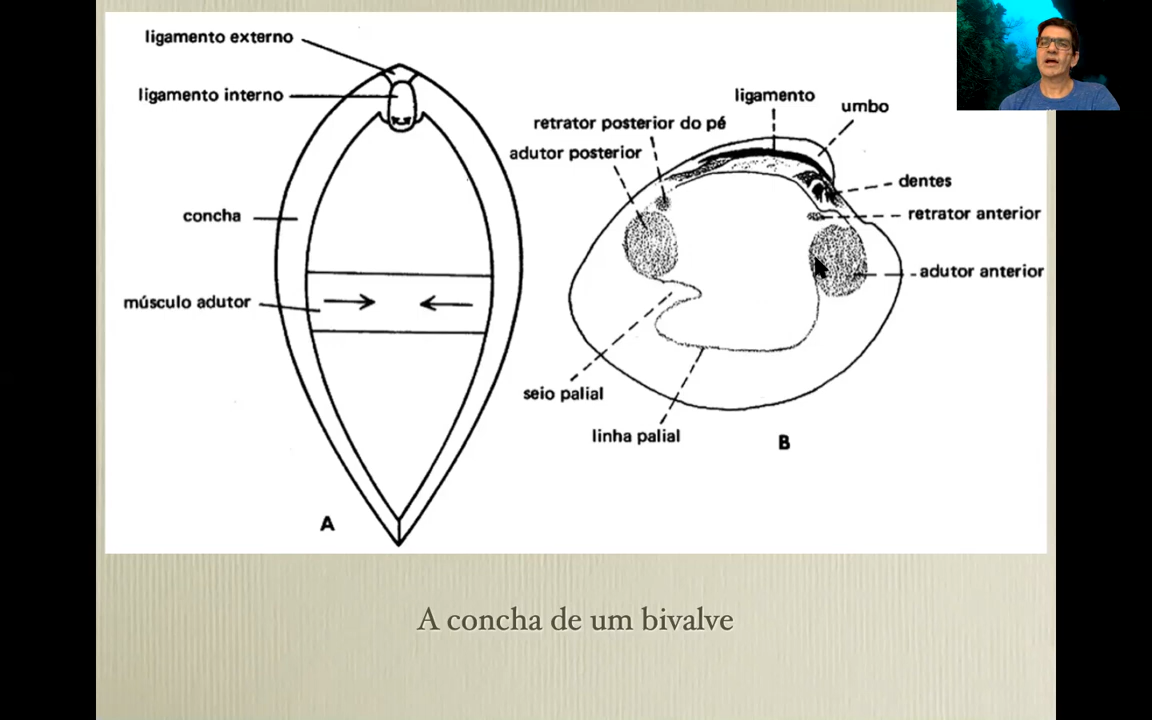 ligamento externo
ligamento interno
concha
músculo adutor
A
ligamento
umbo
retrator posterior do pé
adutor posterior
dentes
retrator anterior
adutor anterior
seio palial
linha palial
B
A concha de um bivalve